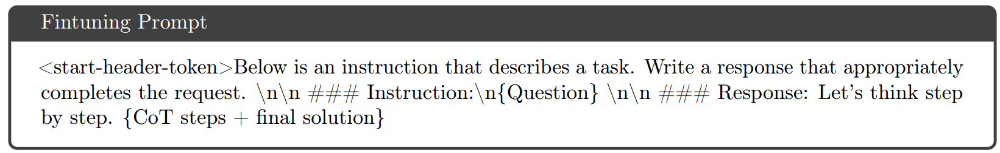 Fintuning Prompt
<start-header-token>Below is an instruction that describes a task. Write a response that appropriately
completes the request. \n\n ### Instruction:\n{Question} \n\n ### Response: Let's think step
by step. {CoT steps + final solution}